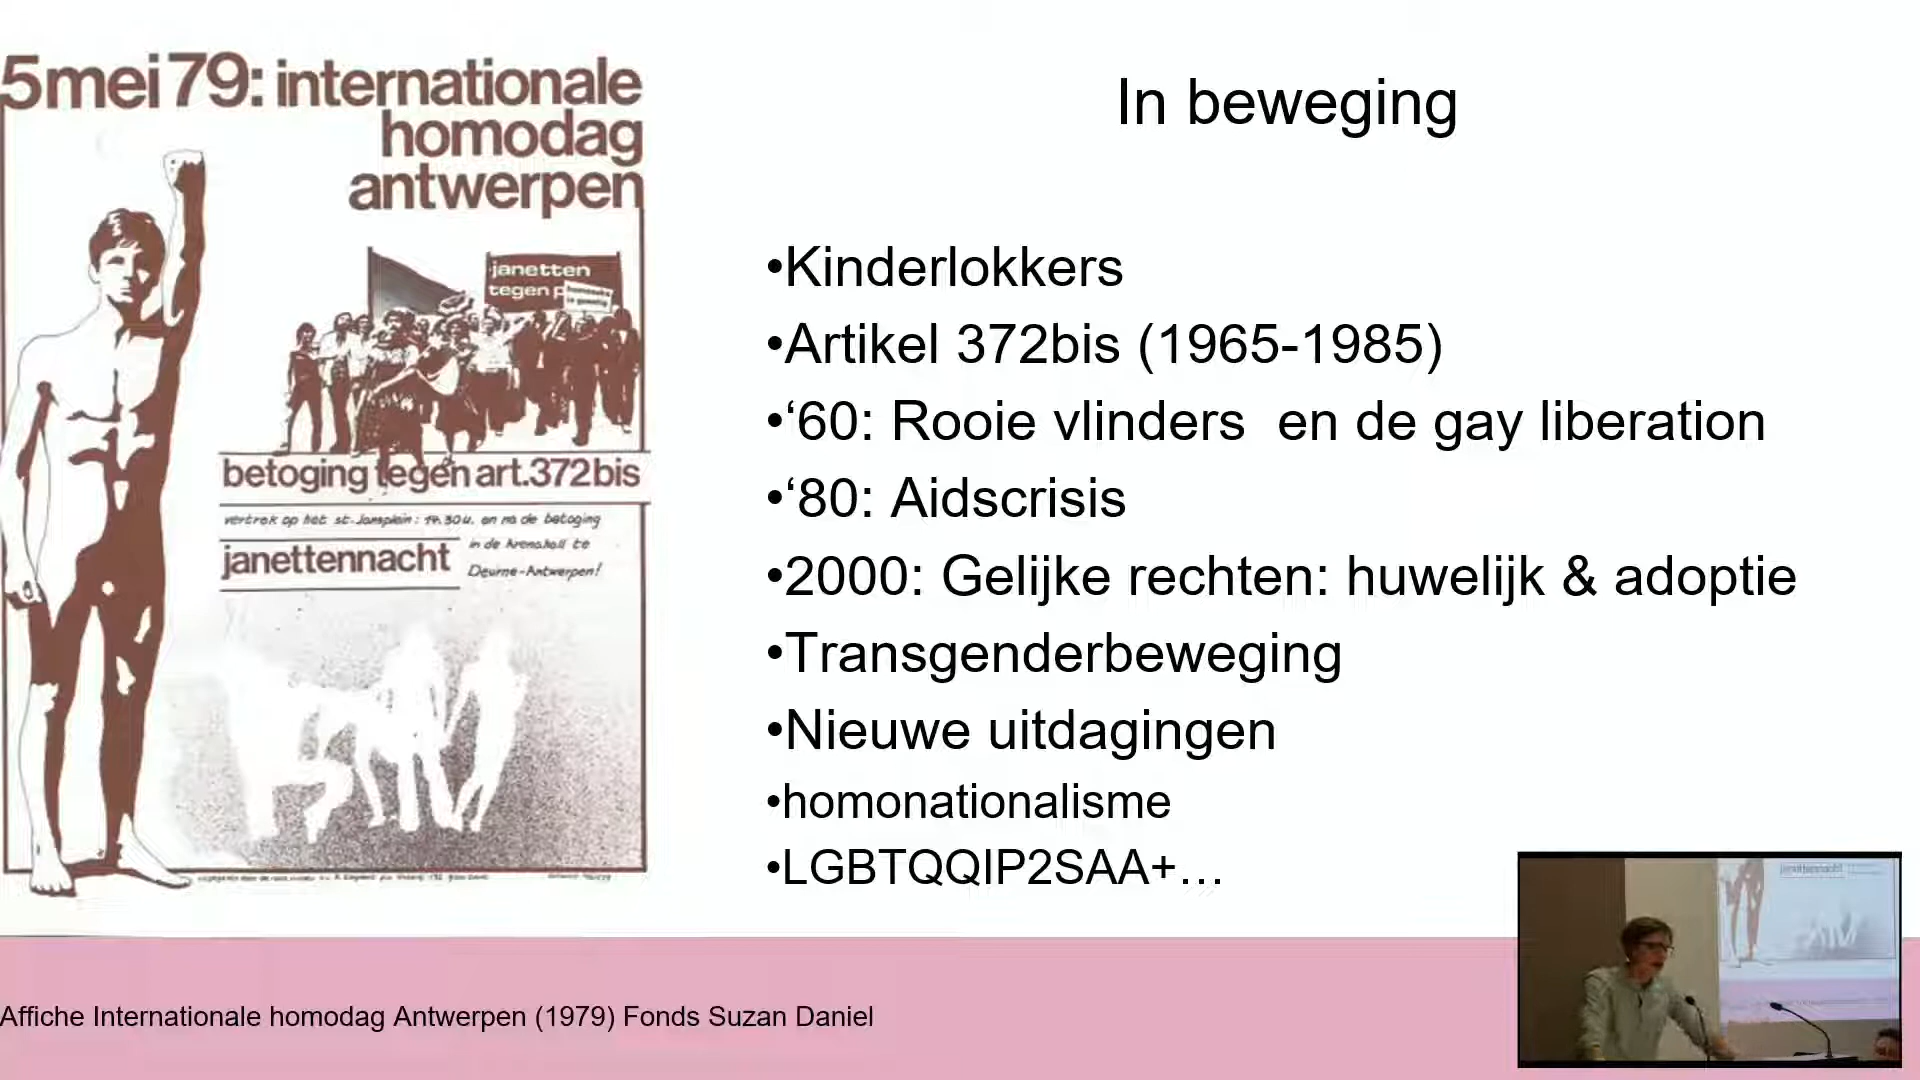 5 mei 79: internationale
homodag
antwerpen
janetten
tegen
betoging tegen art.372bis
vertrek op het st. Jansplein: 14.30u. en na de betoging
janettennacht
in de Arenahall te
Deurne-Antwerpen!
In beweging
•Kinderlokkers
•Artikel 372bis (1965-1985)
•‘60: Rooie vlinders  en de gay liberation
•‘80: Aidscrisis
•2000: Gelijke rechten: huwelijk & adoptie
•Transgenderbeweging
•Nieuwe uitdagingen
•homonationalisme
•LGBTQQIP2SAA+…
Affiche Internationale homodag Antwerpen (1979) Fonds Suzan Daniel